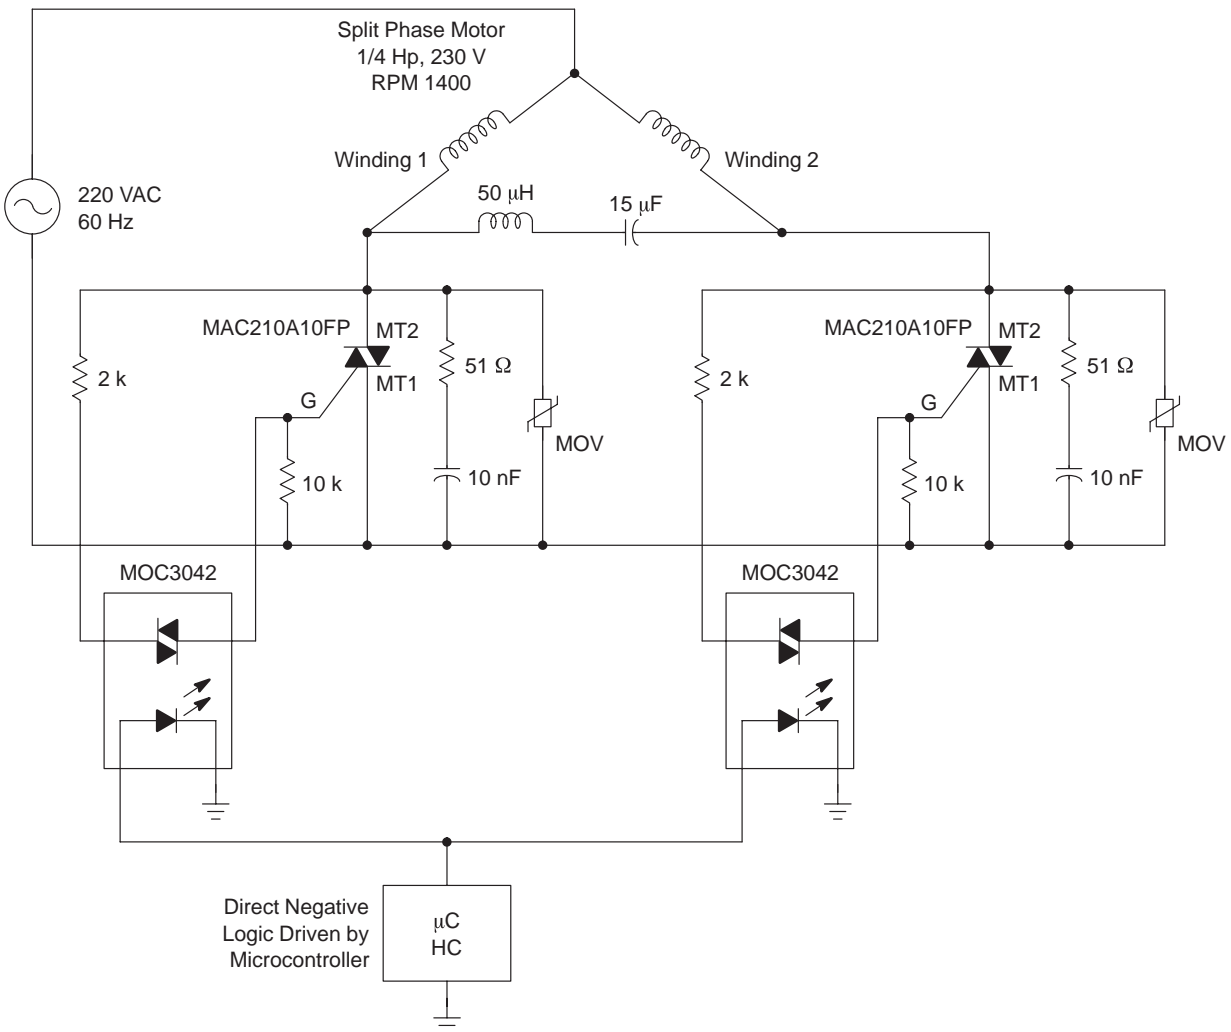 Split Phase Motor
1/4 Hp, 230 V
RPM 1400
Winding 1
Winding 2
220 VAC
60 Hz
50 μH
15 μF
MAC210A10FP
MT2
MT1
G
2 k
10 k
51 Ω
10 nF
MOV
MAC210A10FP
MT2
MT1
G
2 k
10 k
51 Ω
10 nF
MOV
MOC3042
MOC3042
Direct Negative
Logic Driven by
Microcontroller
μC
HC